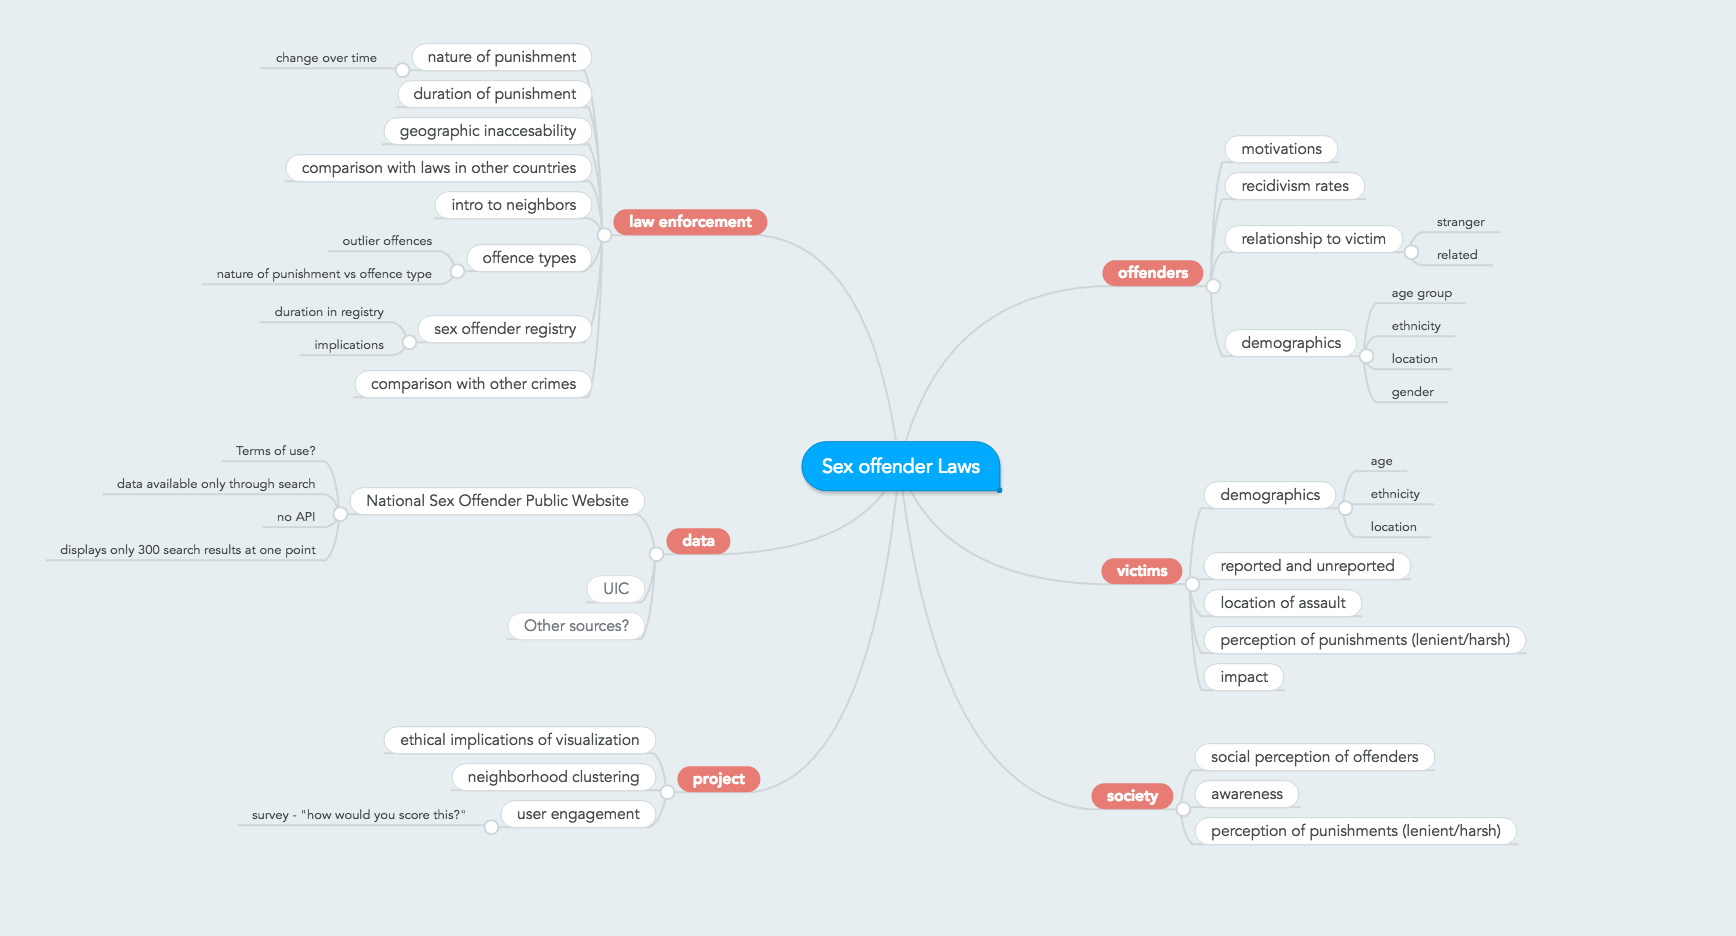 Sex offender Laws
law enforcement
nature of punishment
change over time
duration of punishment
geographic inaccesability
comparison with laws in other countries
intro to neighbors
offence types
outlier offences
nature of punishment vs offence type
sex offender registry
duration in registry
implications
comparison with other crimes
data
National Sex Offender Public Website
Terms of use?
data available only through search
no API
displays only 300 search results at one point
UIC
Other sources?
project
ethical implications of visualization
neighborhood clustering
user engagement
survey - "how would you score this?"
offenders
motivations
recidivism rates
relationship to victim
stranger
related
demographics
age group
ethnicity
location
gender
victims
demographics
age
ethnicity
location
reported and unreported
location of assault
perception of punishments (lenient/harsh)
impact
society
social perception of offenders
awareness
perception of punishments (lenient/harsh)